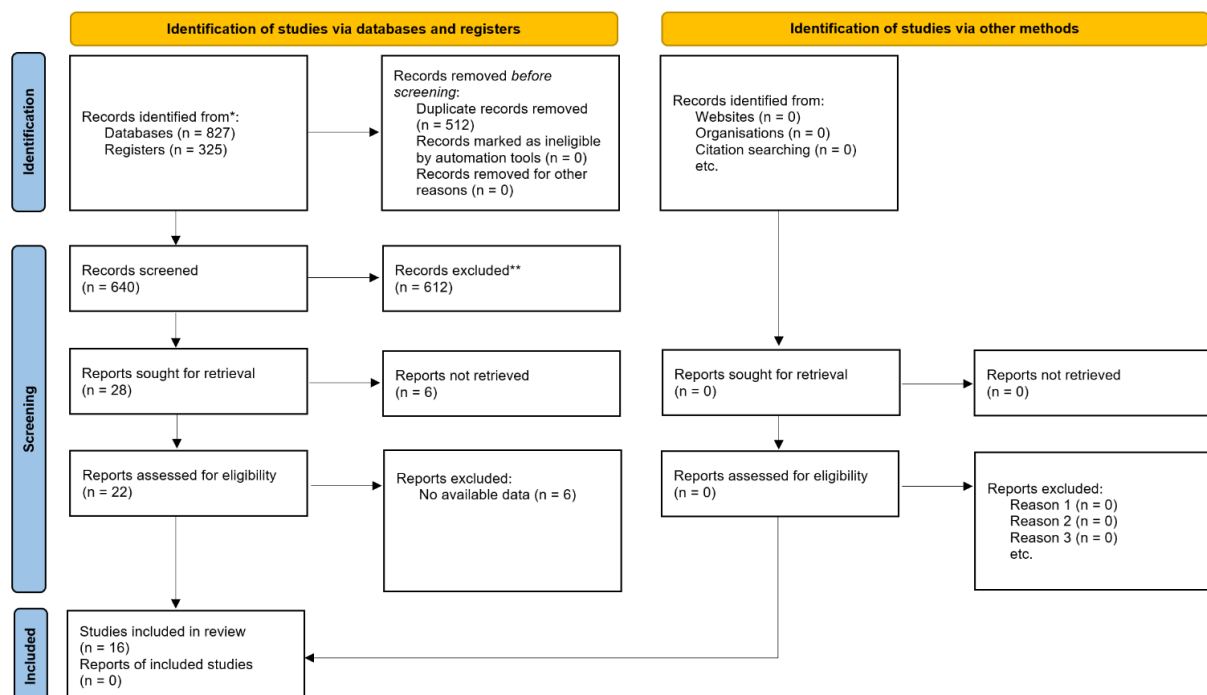 Identification of studies via databases and registers
Identification of studies via other methods
Identification
Records identified from*:
Databases (n = 827)
Registers (n = 325)
Records removed before
screening:
Duplicate records removed
(n = 512)
Records marked as ineligible
by automation tools (n = 0)
Records removed for other
reasons (n = 0)
Records identified from:
Websites (n = 0)
Organisations (n = 0)
Citation searching (n = 0)
etc.
Screening
Records screened
(n = 640)
Records excluded**
(n = 612)
Reports sought for retrieval
(n = 28)
Reports not retrieved
(n = 6)
Reports sought for retrieval
(n = 0)
Reports not retrieved
(n = 0)
Reports assessed for eligibility
(n = 22)
Reports excluded:
No available data (n = 6)
Reports assessed for eligibility
(n = 0)
Reports excluded:
Reason 1 (n = 0)
Reason 2 (n = 0)
Reason 3 (n = 0)
etc.
Included
Studies included in review
(n = 16)
Reports of included studies
(n = 0)